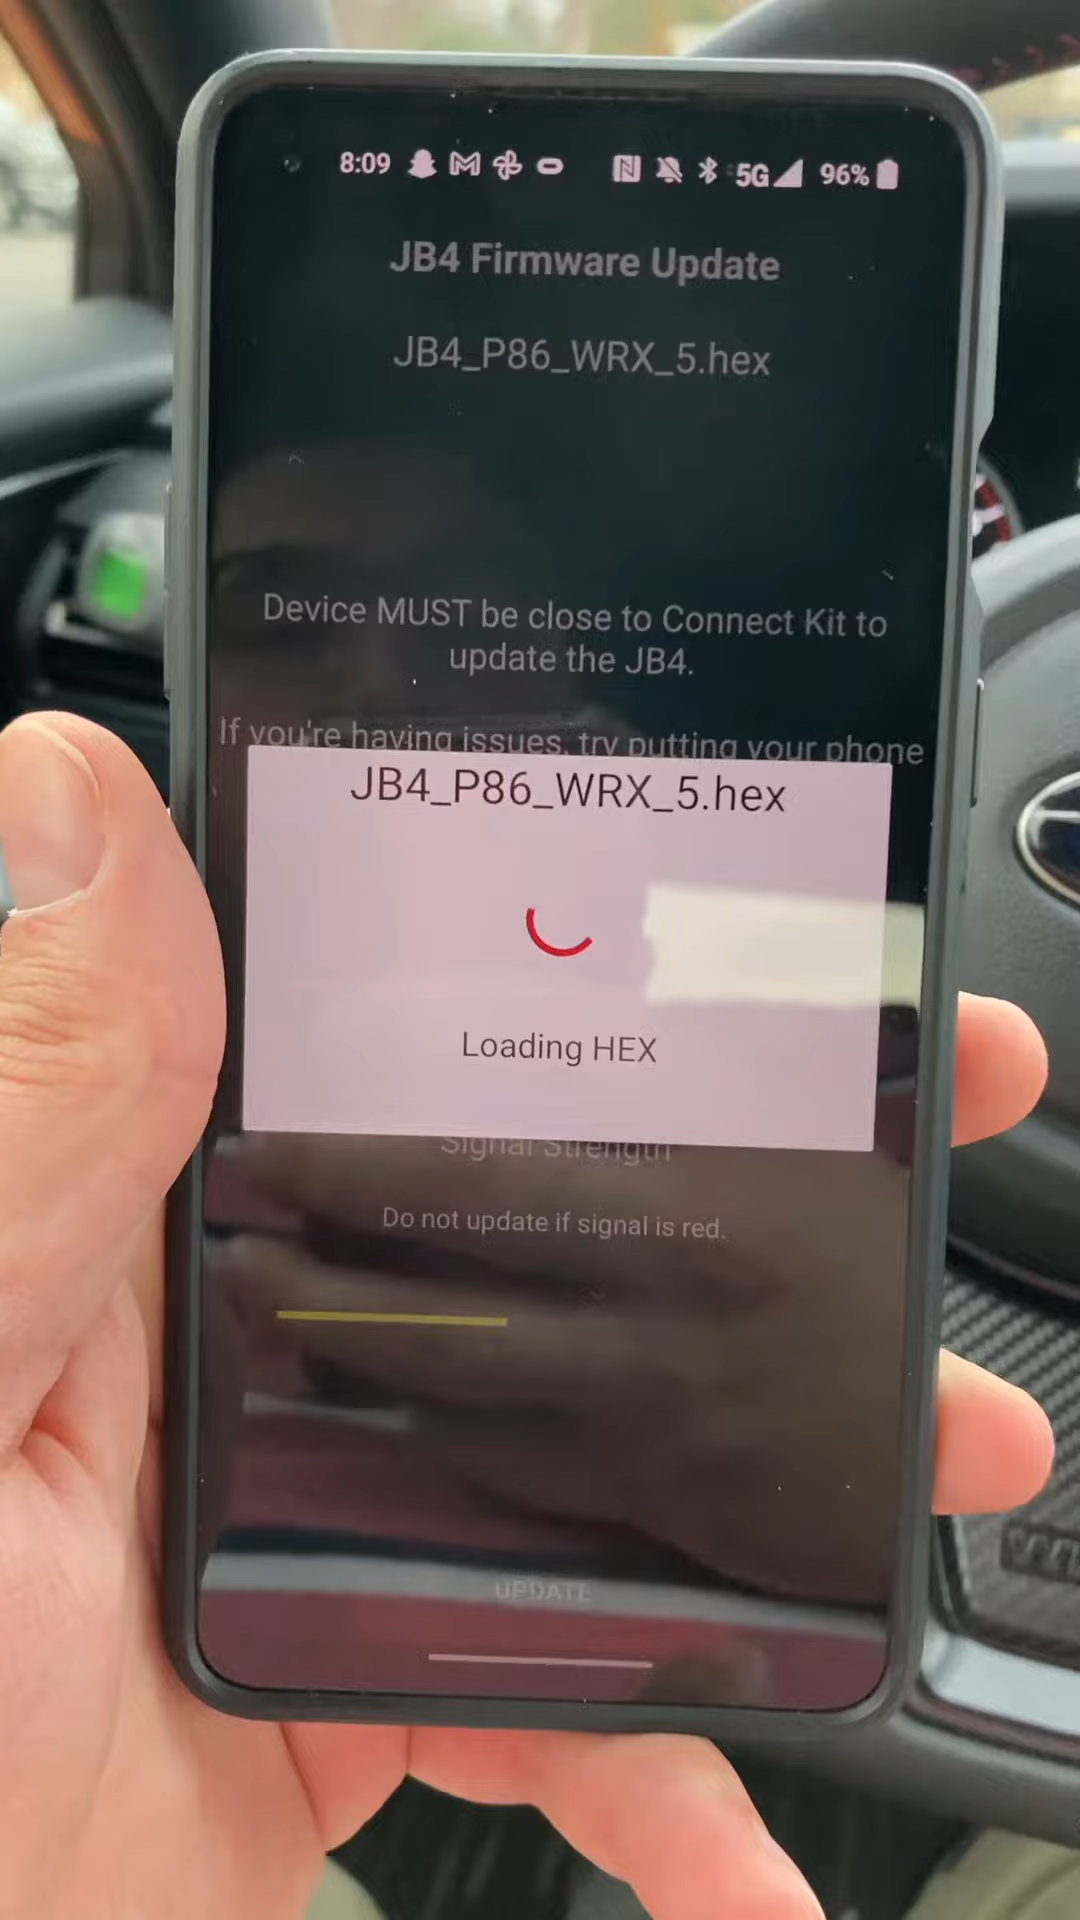 8:09 5G 96%
JB4 Firmware Update
JB4_P86_WRX_5.hex
Device MUST be close to Connect Kit to
update the JB4.
If you're having issues, try putting your phone
JB4_P86_WRX_5.hex
Loading HEX
Signal Strength
Do not update if signal is red.
UPDATE